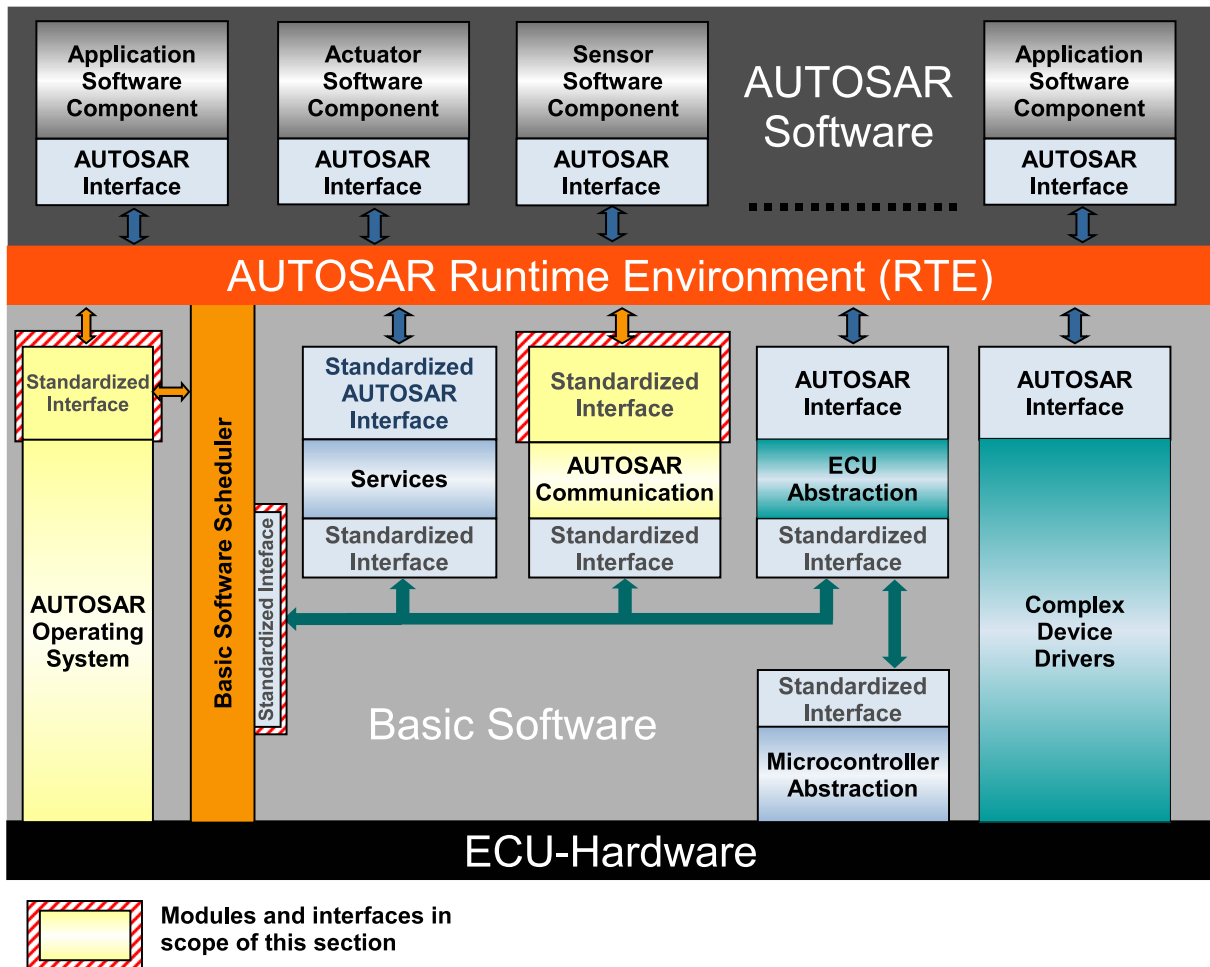 Application
Software
Component
AUTOSAR
Interface
Actuator
Software
Component
AUTOSAR
Interface
Sensor
Software
Component
AUTOSAR
Interface
AUTOSAR
Software
Application
Software
Component
AUTOSAR
Interface
AUTOSAR Runtime Environment (RTE)
Standardized
Interface
AUTOSAR
Operating
System
Basic Software Scheduler
Standardized Inteface
Standardized
AUTOSAR
Interface
Services
Standardized
Interface
Standardized
Interface
AUTOSAR
Communication
Standardized
Interface
AUTOSAR
Interface
ECU
Abstraction
Standardized
Interface
Standardized
Interface
Microcontroller
Abstraction
AUTOSAR
Interface
Complex
Device
Drivers
Basic Software
ECU-Hardware
Modules and interfaces in
scope of this section